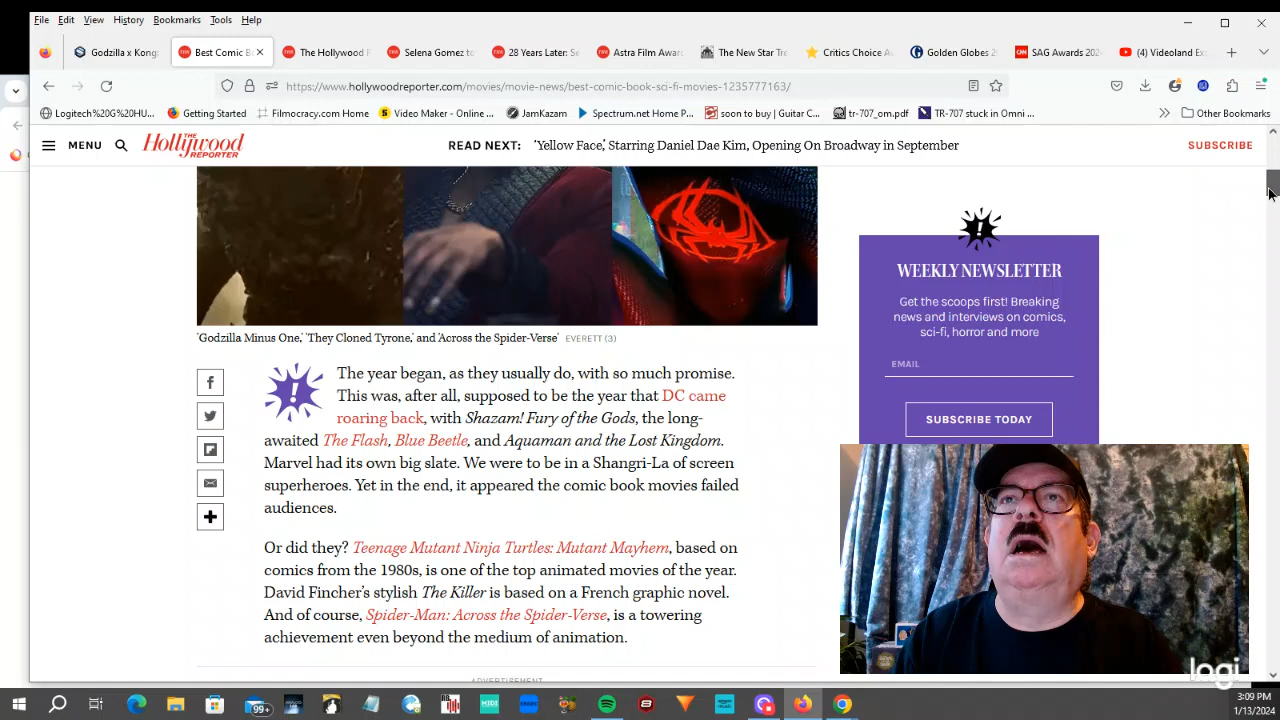 File Edit View History Bookmarks Tools Help
Godzilla x Kong
Best Comic B
The Hollywood F
Selena Gomez to
28 Years Later: Se
Astra Film Awar
The New Star Tre
Critics Choice A
Golden Globes 2
SAG Awards 202
(4) Videoland Ex
https://www.hollywoodreporter.com/movies/movie-news/best-comic-book-sci-fi-movies-1235777163/
Logitech%20G%20HU...
Getting Started
Filmocracy.com Home
Video Maker - Online ...
JamKazam
Spectrum.net Home P...
soon to buy | Guitar C...
tr-707_om.pdf
TR-707 stuck in Omni ...
Other Bookmarks
MENU
THE Hollywood REPORTER
READ NEXT: 'Yellow Face,' Starring Daniel Dae Kim, Opening On Broadway in September
SUBSCRIBE
'Godzilla Minus One,' 'They Cloned Tyrone,' and 'Across the Spider-Verse' EVERETT (3)
The year began, as they usually do, with so much promise.
This was, after all, supposed to be the year that DC came
roaring back, with Shazam! Fury of the Gods, the long-
awaited The Flash, Blue Beetle, and Aquaman and the Lost Kingdom.
Marvel had its own big slate. We were to be in a Shangri-La of screen
superheroes. Yet in the end, it appeared the comic book movies failed
audiences.
Or did they? Teenage Mutant Ninja Turtles: Mutant Mayhem, based on
comics from the 1980s, is one of the top animated movies of the year.
David Fincher's stylish The Killer is based on a French graphic novel.
And of course, Spider-Man: Across the Spider-Verse, is a towering
achievement even beyond the medium of animation.
ADVERTISEMENT
WEEKLY NEWSLETTER
Get the scoops first! Breaking
news and interviews on comics,
sci-fi, horror and more
EMAIL
SUBSCRIBE TODAY
logi
99+
MIDI
3:09 PM
1/13/2024